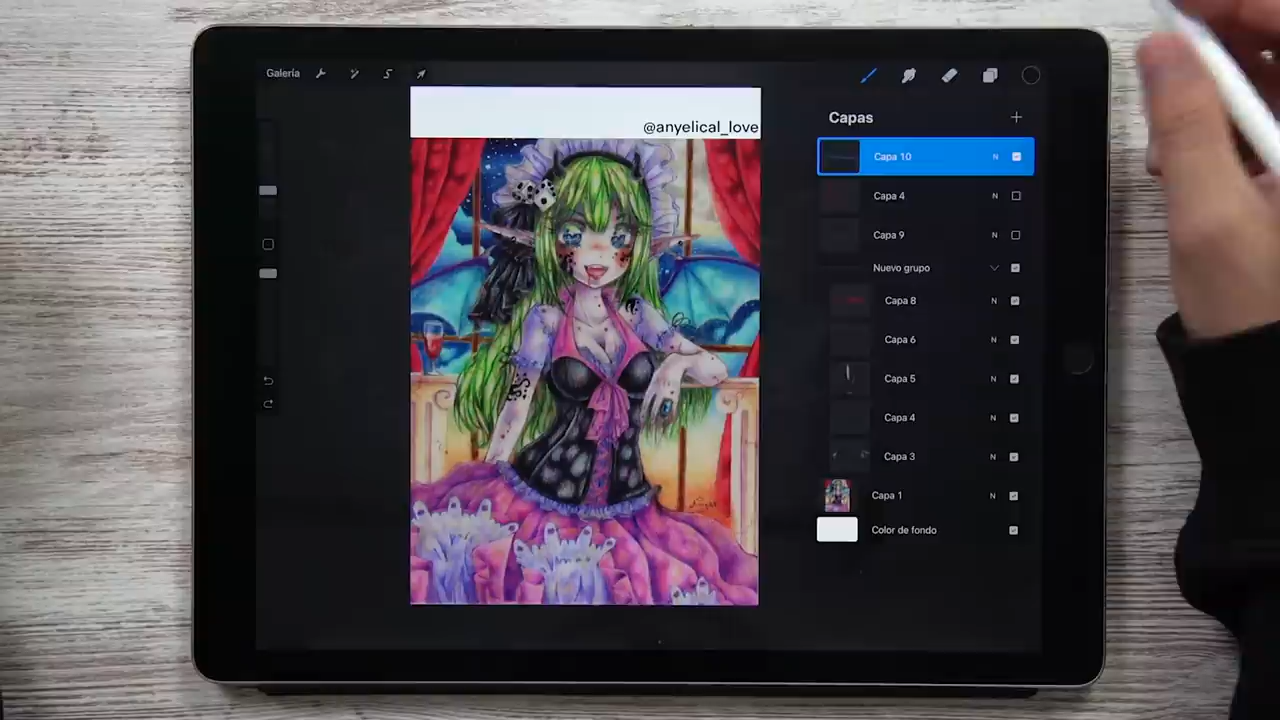 Galería
@anyelical_love
Capas
Capa 10 N
Capa 4 N
Capa 9 N
Nuevo grupo
Capa 8 N
Capa 6 N
Capa 5 N
Capa 4 N
Capa 3 N
Capa 1 N
Color de fondo